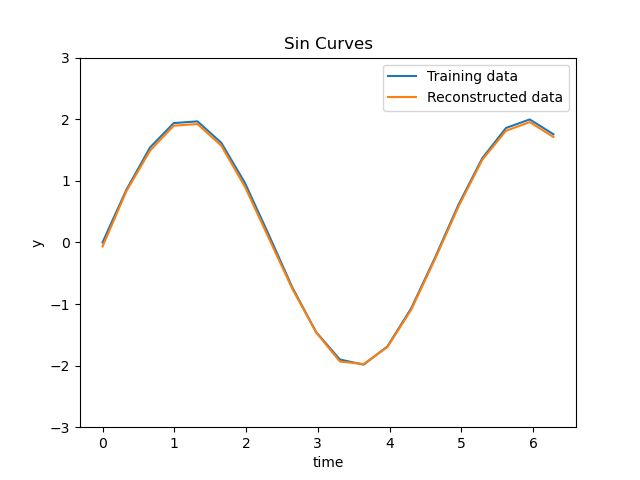 Sin Curves
Training data
Reconstructed data
3
2
1
0
−1
−2
−3
y
0 1 2 3 4 5 6
time